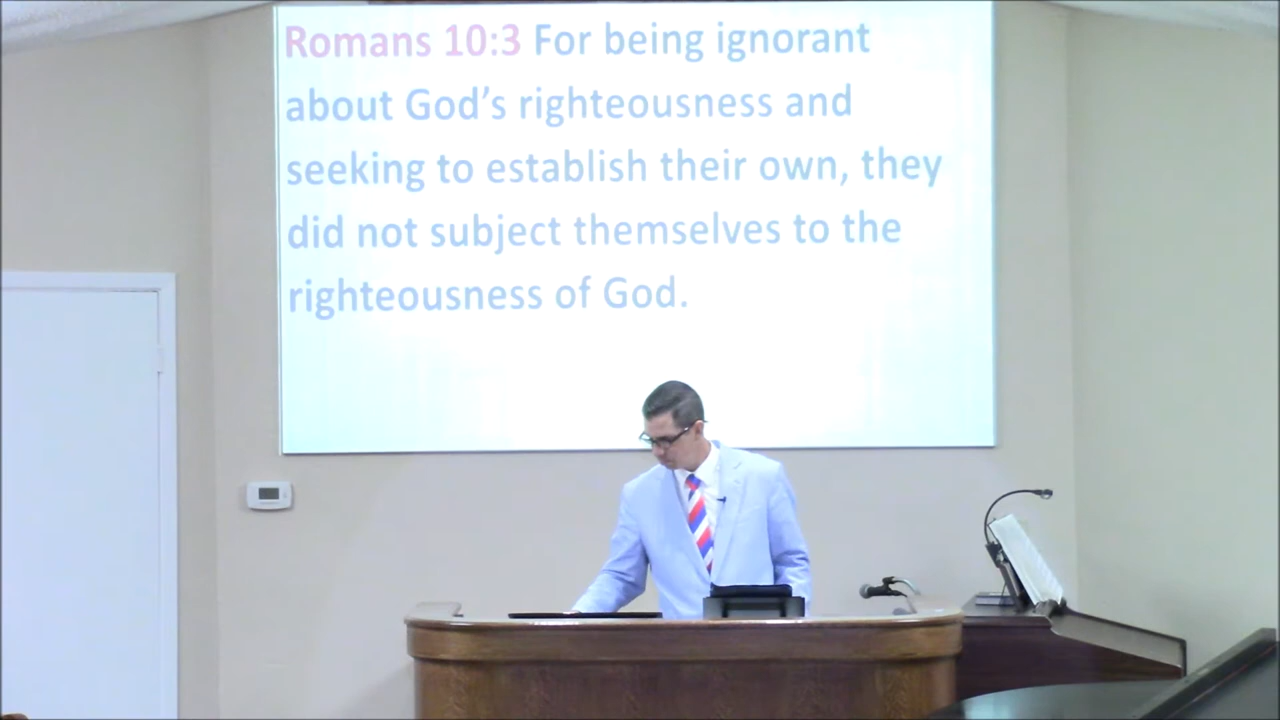 Romans 10:3 For being ignorant
about God's righteousness and
seeking to establish their own, they
did not subject themselves to the
righteousness of God.